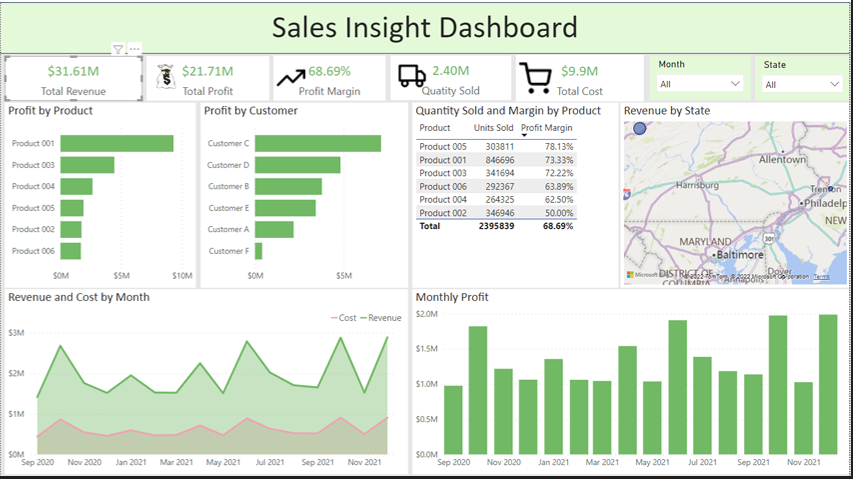 Sales Insight Dashboard
$31.61M
Total Revenue
$21.71M
Total Profit
68.69%
Profit Margin
2.40M
Quatity Sold
$9.9M
Total Cost
Month
All
State
All
Profit by Product
Product 001
Product 003
Product 004
Product 005
Product 002
Product 006
$0M $5M $10M
Profit by Customer
Customer C
Customer D
Customer B
Customer E
Customer A
Customer F
$0M $5M
Quantity Sold and Margin by Product
Product Units Sold Profit Margin
Product 005 303811 78.13%
Product 001 846696 73.33%
Product 003 341694 72.22%
Product 006 292367 63.89%
Product 004 264325 62.50%
Product 002 346946 50.00%
Total 2395839 68.69%
Revenue by State
Allentown
Harrisburg
Trenton
Philadelp
NEW
MARYLAND
301
Baltimore
DISTRICT OF
Dover
COLUMBIA
Annapolis
Microsoft
© 2022 TomTom, © 2022 Microsoft Corporation Terms
Revenue and Cost by Month
Cost Revenue
$3M
$2M
$1M
$0M
Sep 2020 Nov 2020 Jan 2021 Mar 2021 May 2021 Jul 2021 Sep 2021 Nov 2021
Monthly Profit
$2.0M
$1.5M
$1.0M
$0.5M
$0.0M
Sep 2020 Nov 2020 Jan 2021 Mar 2021 May 2021 Jul 2021 Sep 2021 Nov 2021